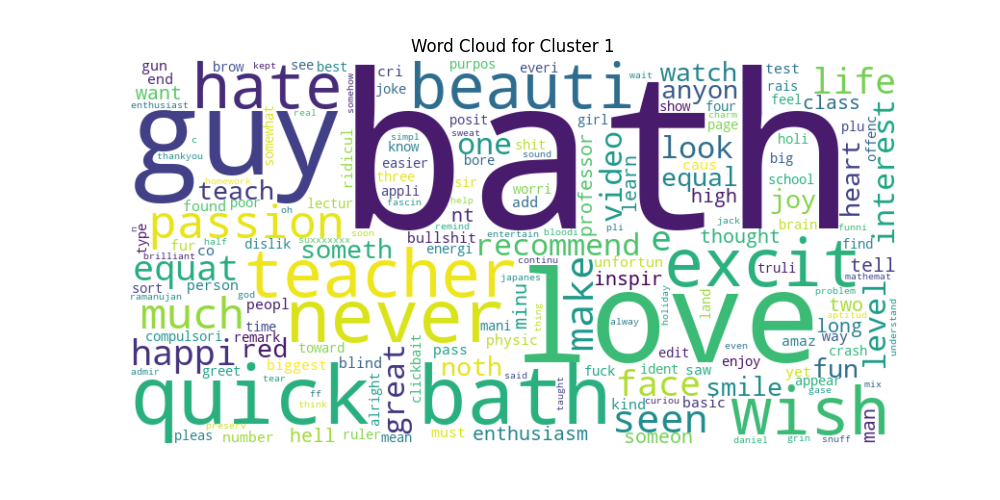 Word Cloud for Cluster 1
gun brow kept see best purpos everi wait watch test life
end hate cri beauti anyon rais
want joke show four feel class
enthusiast somehow charm page
guy bath
real posit girl holi plu offenc interest
c somewhat simpl know one shit video look caus big heart
thankyou ridicul sweat bore sound professor learn equal school
homework easier three sir worri high joy
teach appli add
found poor lectur fascin help jack brain
passion nt remind bloodi pli funni
type oh entertain e thought find
half suxxxxxx soon bullshit recommend excit
brilliant fur dislik someth energi continu unfortun truli tell
co inspir
equat person teacher japanes make land problem mathemat
sort god minu thing holiday two level understand
ramanujan peopl never mani love alway aptitud
much time long
compulsori remark toward physic even amaz way
happi red pass edit ident saw enjoy yet crash
admir greet biggest blind noth fuck fun
tear clickbait said taught face smile appear gase
quick bath great kind curiou basic mix
ff think alright seen wish man
preserv must someon
pleas number hell ruler mean enthusiasm daniel grin snuff